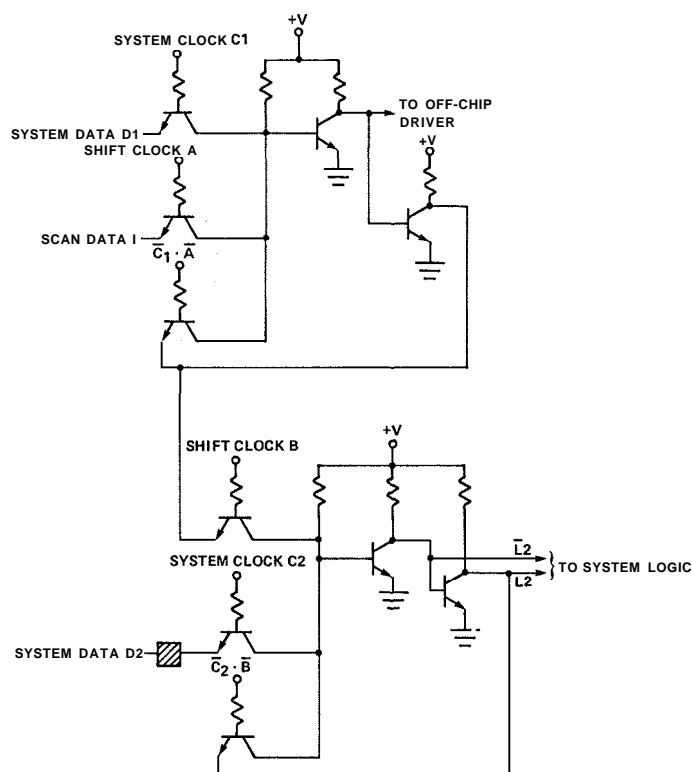 +V
SYSTEM CLOCK C1
TO OFF-CHIP
DRIVER
SYSTEM DATA D1
SHIFT CLOCK A
+V
SCAN DATA I
C̅1 · A̅
SHIFT CLOCK B
+V
L̅2
SYSTEM CLOCK C2
TO SYSTEM LOGIC
L2
SYSTEM DATA D2
C̅2 · B̅